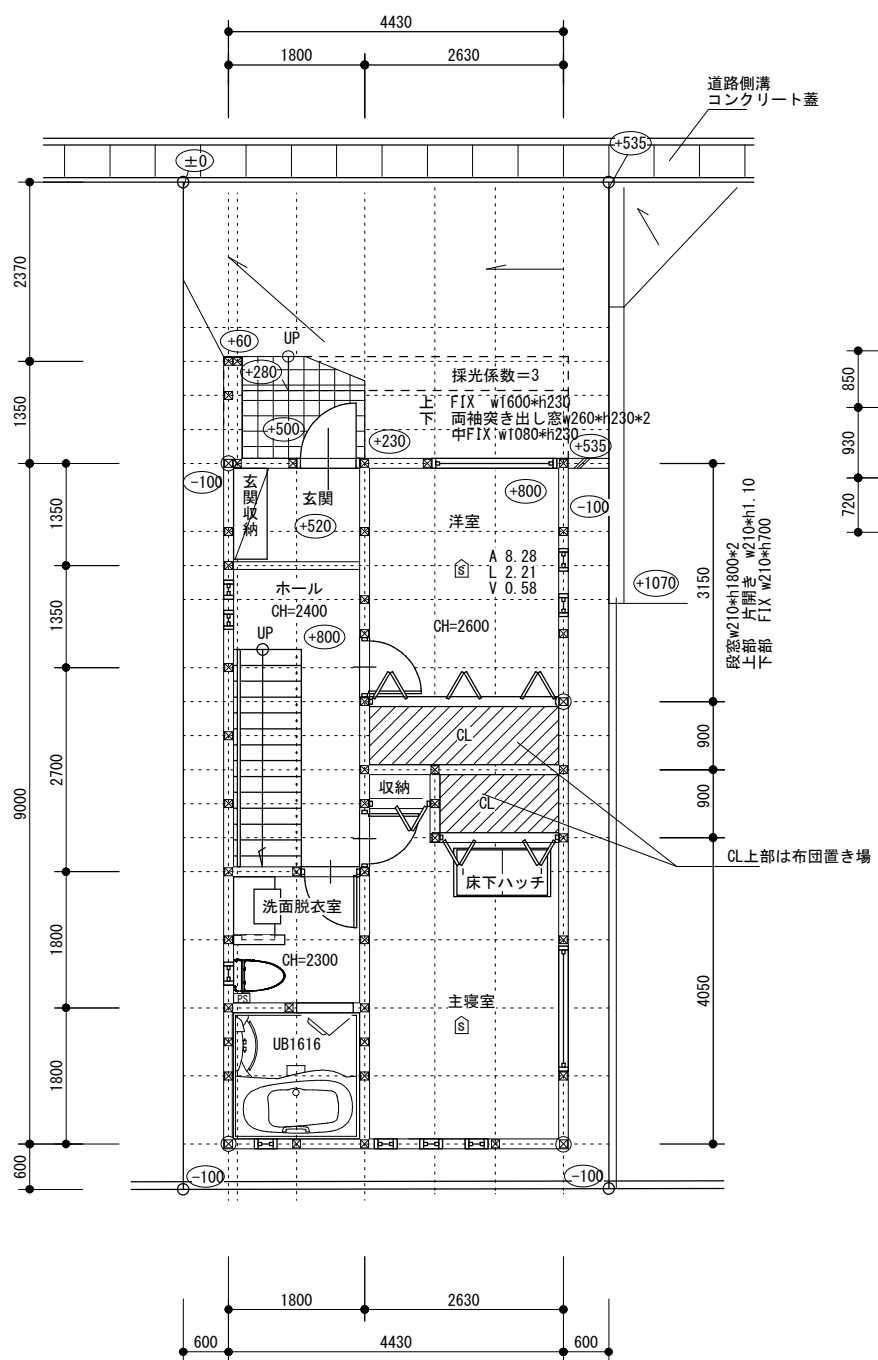 4430
1800
2630
道路側溝
コンクリート蓋
±0
+535
2370
+60
UP
+280
採光係数=3
上 FIX w1600*h230
下 両袖突き出し窓w260*h230*2
中FIX w1080*h230
850
930
720
1350
+500
+230
+535
-100
玄関収納
玄関
+520
+800
-100
洋室
A 8.28
L 2.21
V 0.58
S
段窓w210*h1800*2
上部 片開き w210*h1.10
下部 FIX w210*h700
1350
3150
+1070
ホール
CH=2400
CH=2600
1350
UP
+800
CL
900
2700
9000
収納
CL
900
CL上部は布団置き場
床下ハッチ
洗面脱衣室
1800
CH=2300
4050
PS
主寝室
S
UB1616
1800
600
-100
-100
1800
2630
600
4430
600